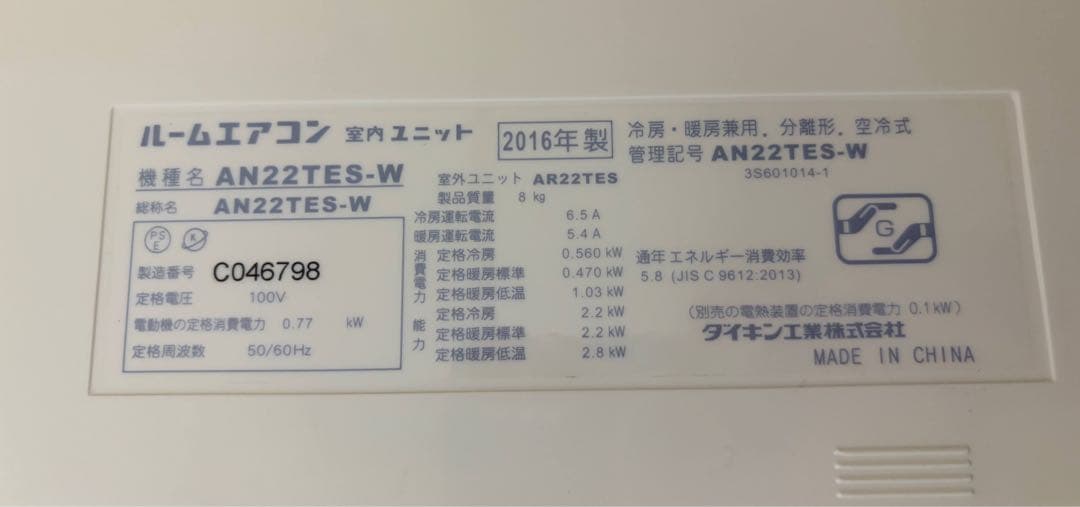 ルームエアコン 室内ユニット
2016年製
冷房・暖房兼用，分離形，空冷式
管理記号 AN22TES-W
3S601014-1
機種名 AN22TES-W
総称名 AN22TES-W
PS
E
K
製造番号 C046798
定格電圧 100V
電動機の定格消費電力 0.77 kW
定格周波数 50/60Hz
室外ユニット AR22TES
製品質量 8 kg
冷房運転電流 6.5 A
暖房運転電流 5.4 A
消費電力
定格冷房 0.560 kW
定格暖房標準 0.470 kW
定格暖房低温 1.03 kW
能力
定格冷房 2.2 kW
定格暖房標準 2.2 kW
定格暖房低温 2.8 kW
通年エネルギー消費効率
5.8 (JIS C 9612:2013)
G
(別売の電熱装置の定格消費電力 0.1kW)
ダイキン工業株式会社
MADE IN CHINA